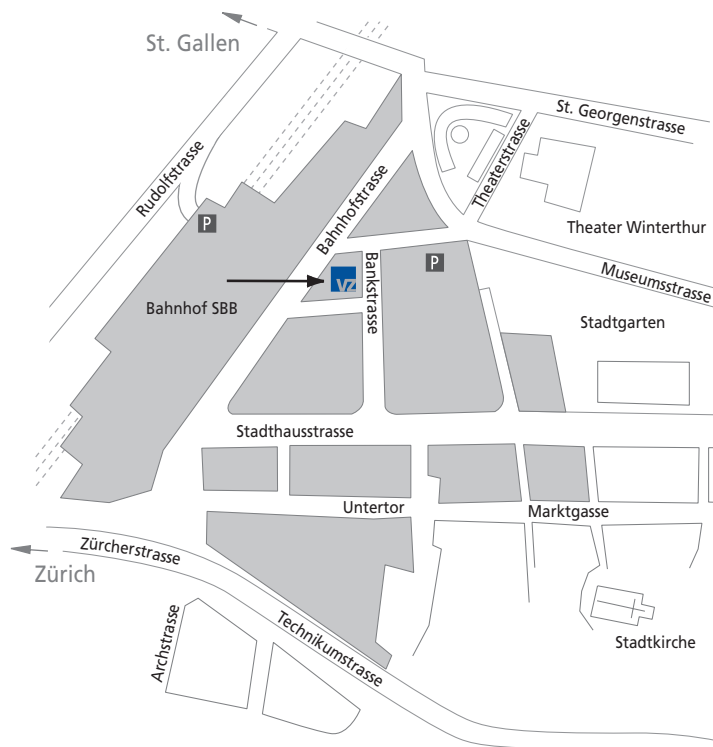 St. Gallen
St. Georgenstrasse
Rudolfstrasse
Theaterstrasse
P
Bahnhofstrasse
Theater Winterthur
P
Bankstrasse
Museumsstrasse
VZ
Bahnhof SBB
Stadtgarten
Stadthausstrasse
Untertor
Marktgasse
Zürcherstrasse
Zürich
Archstrasse
Technikumstrasse
Stadtkirche